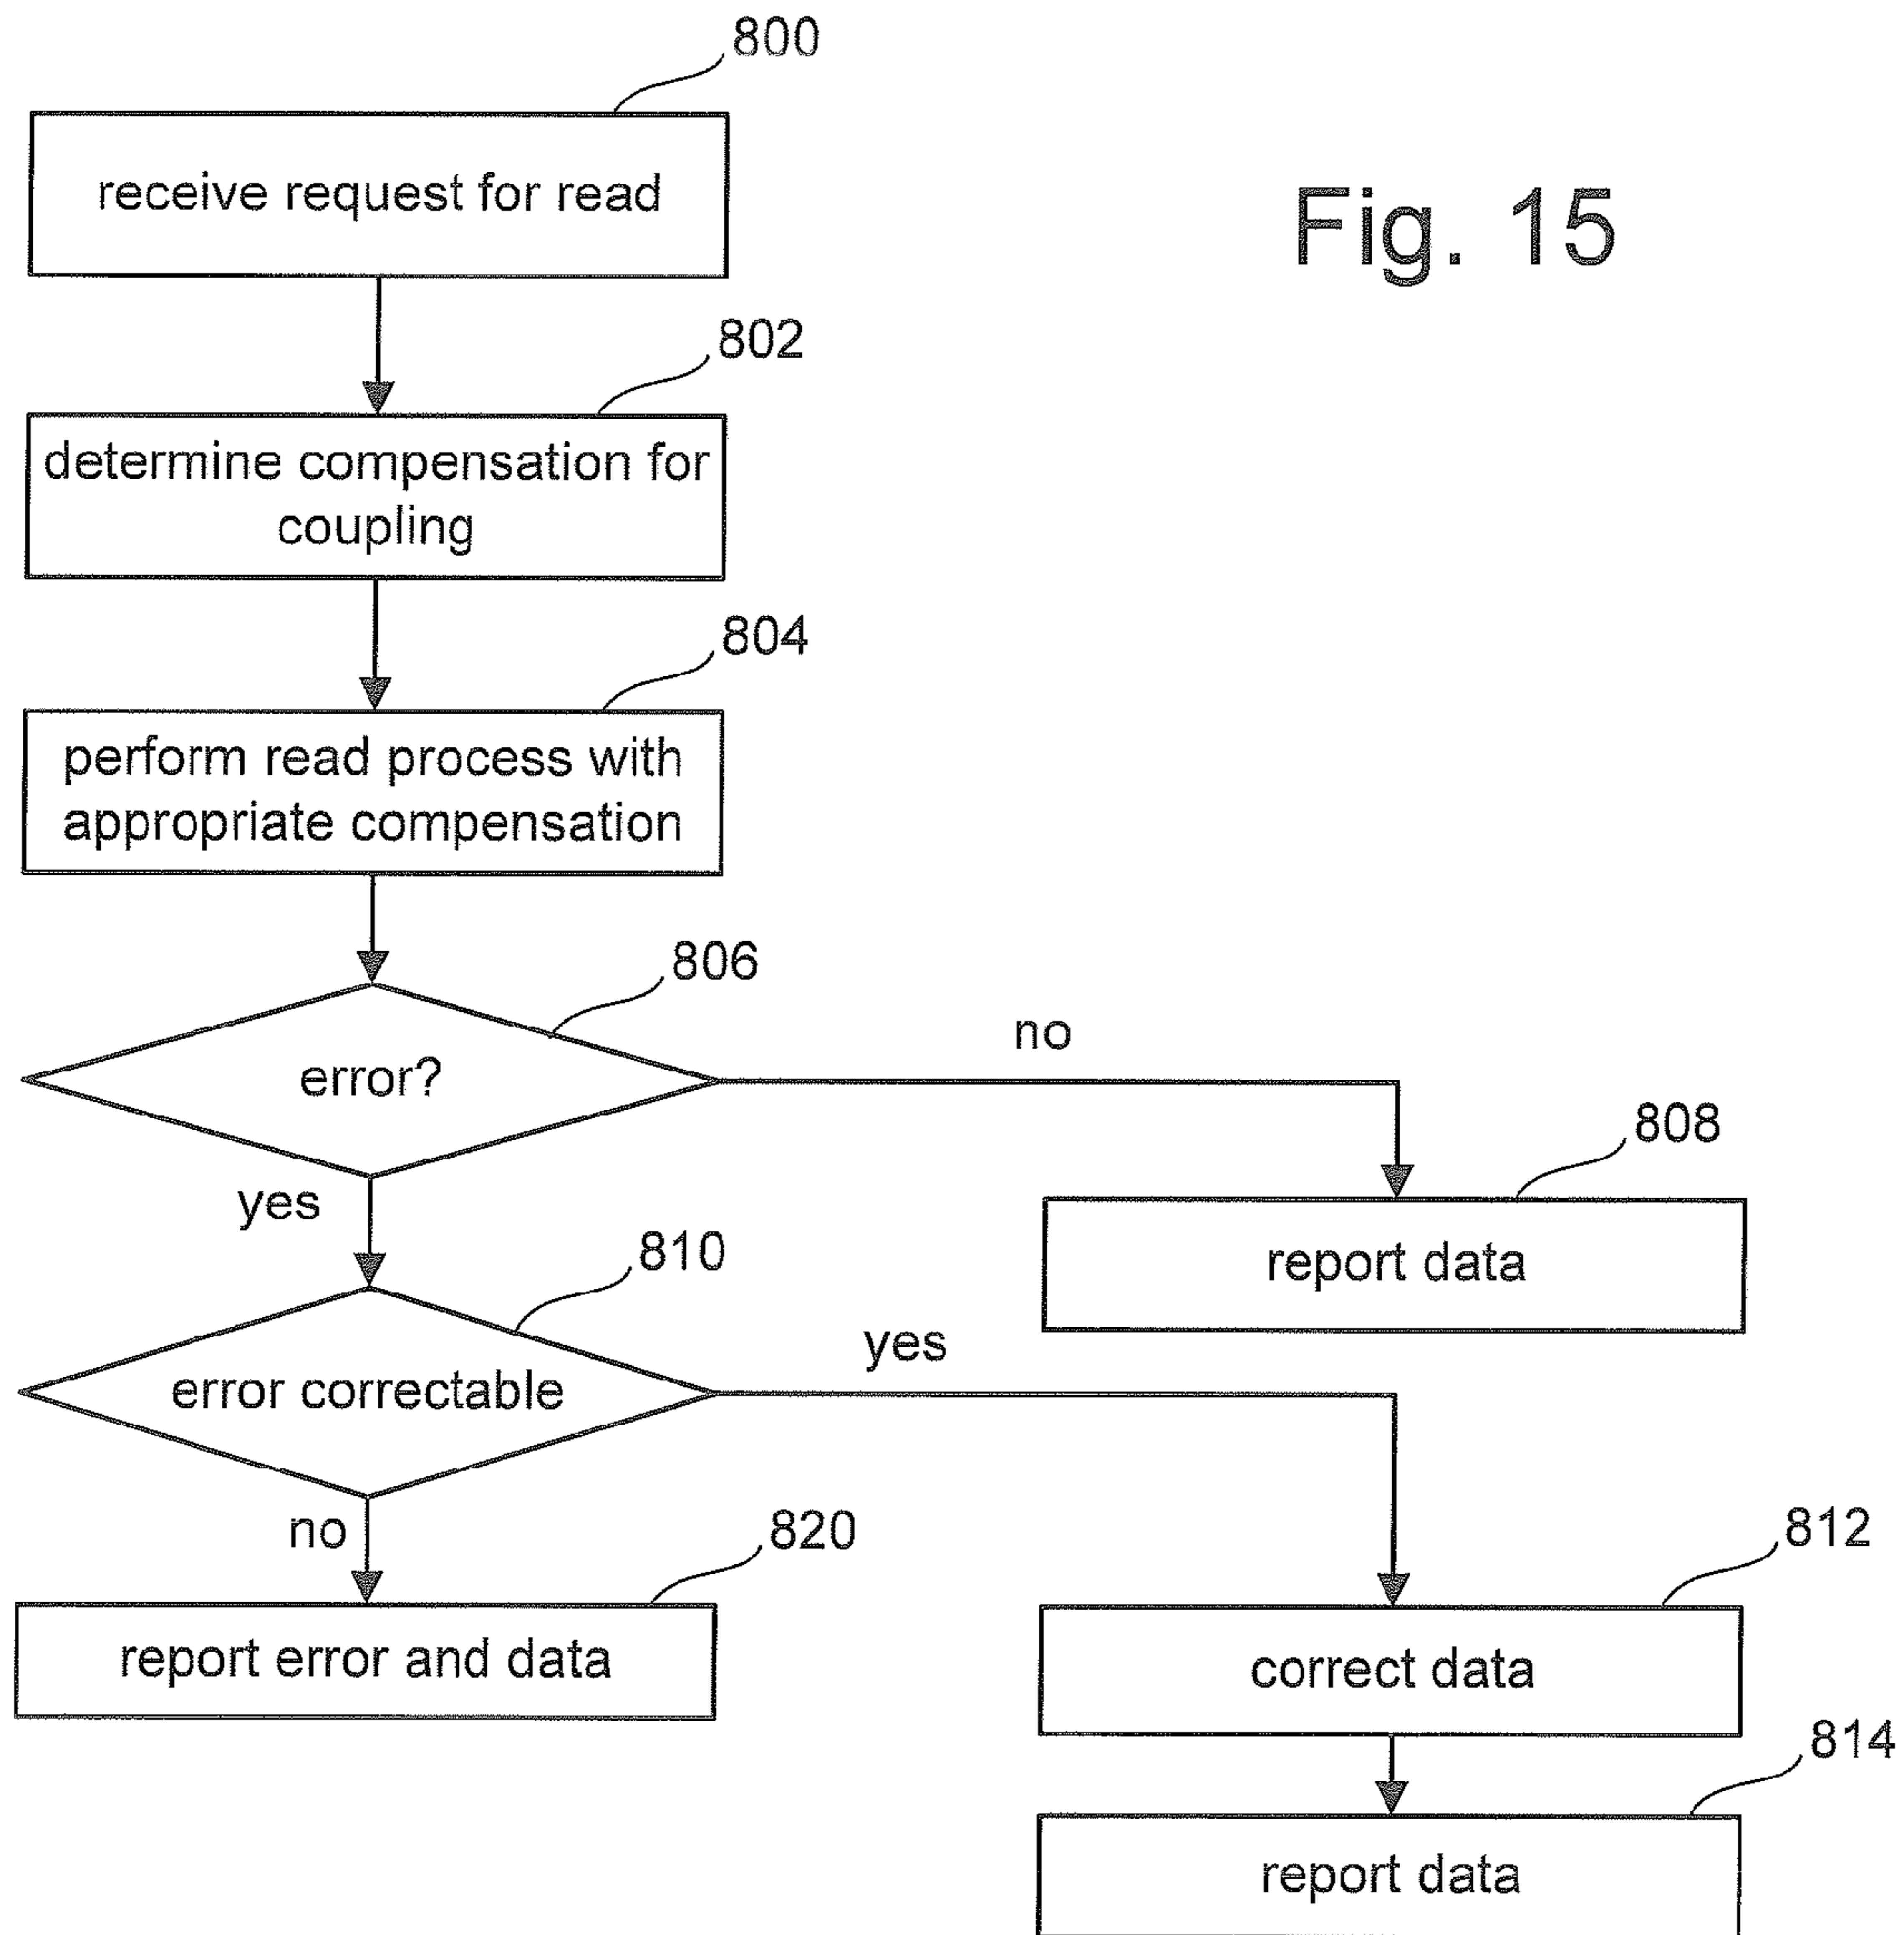 800
receive request for read
Fig. 15
802
determine compensation for
coupling
804
perform read process with
appropriate compensation
806
error?
no
808
report data
yes
810
error correctable
yes
812
correct data
no
820
report error and data
814
report data